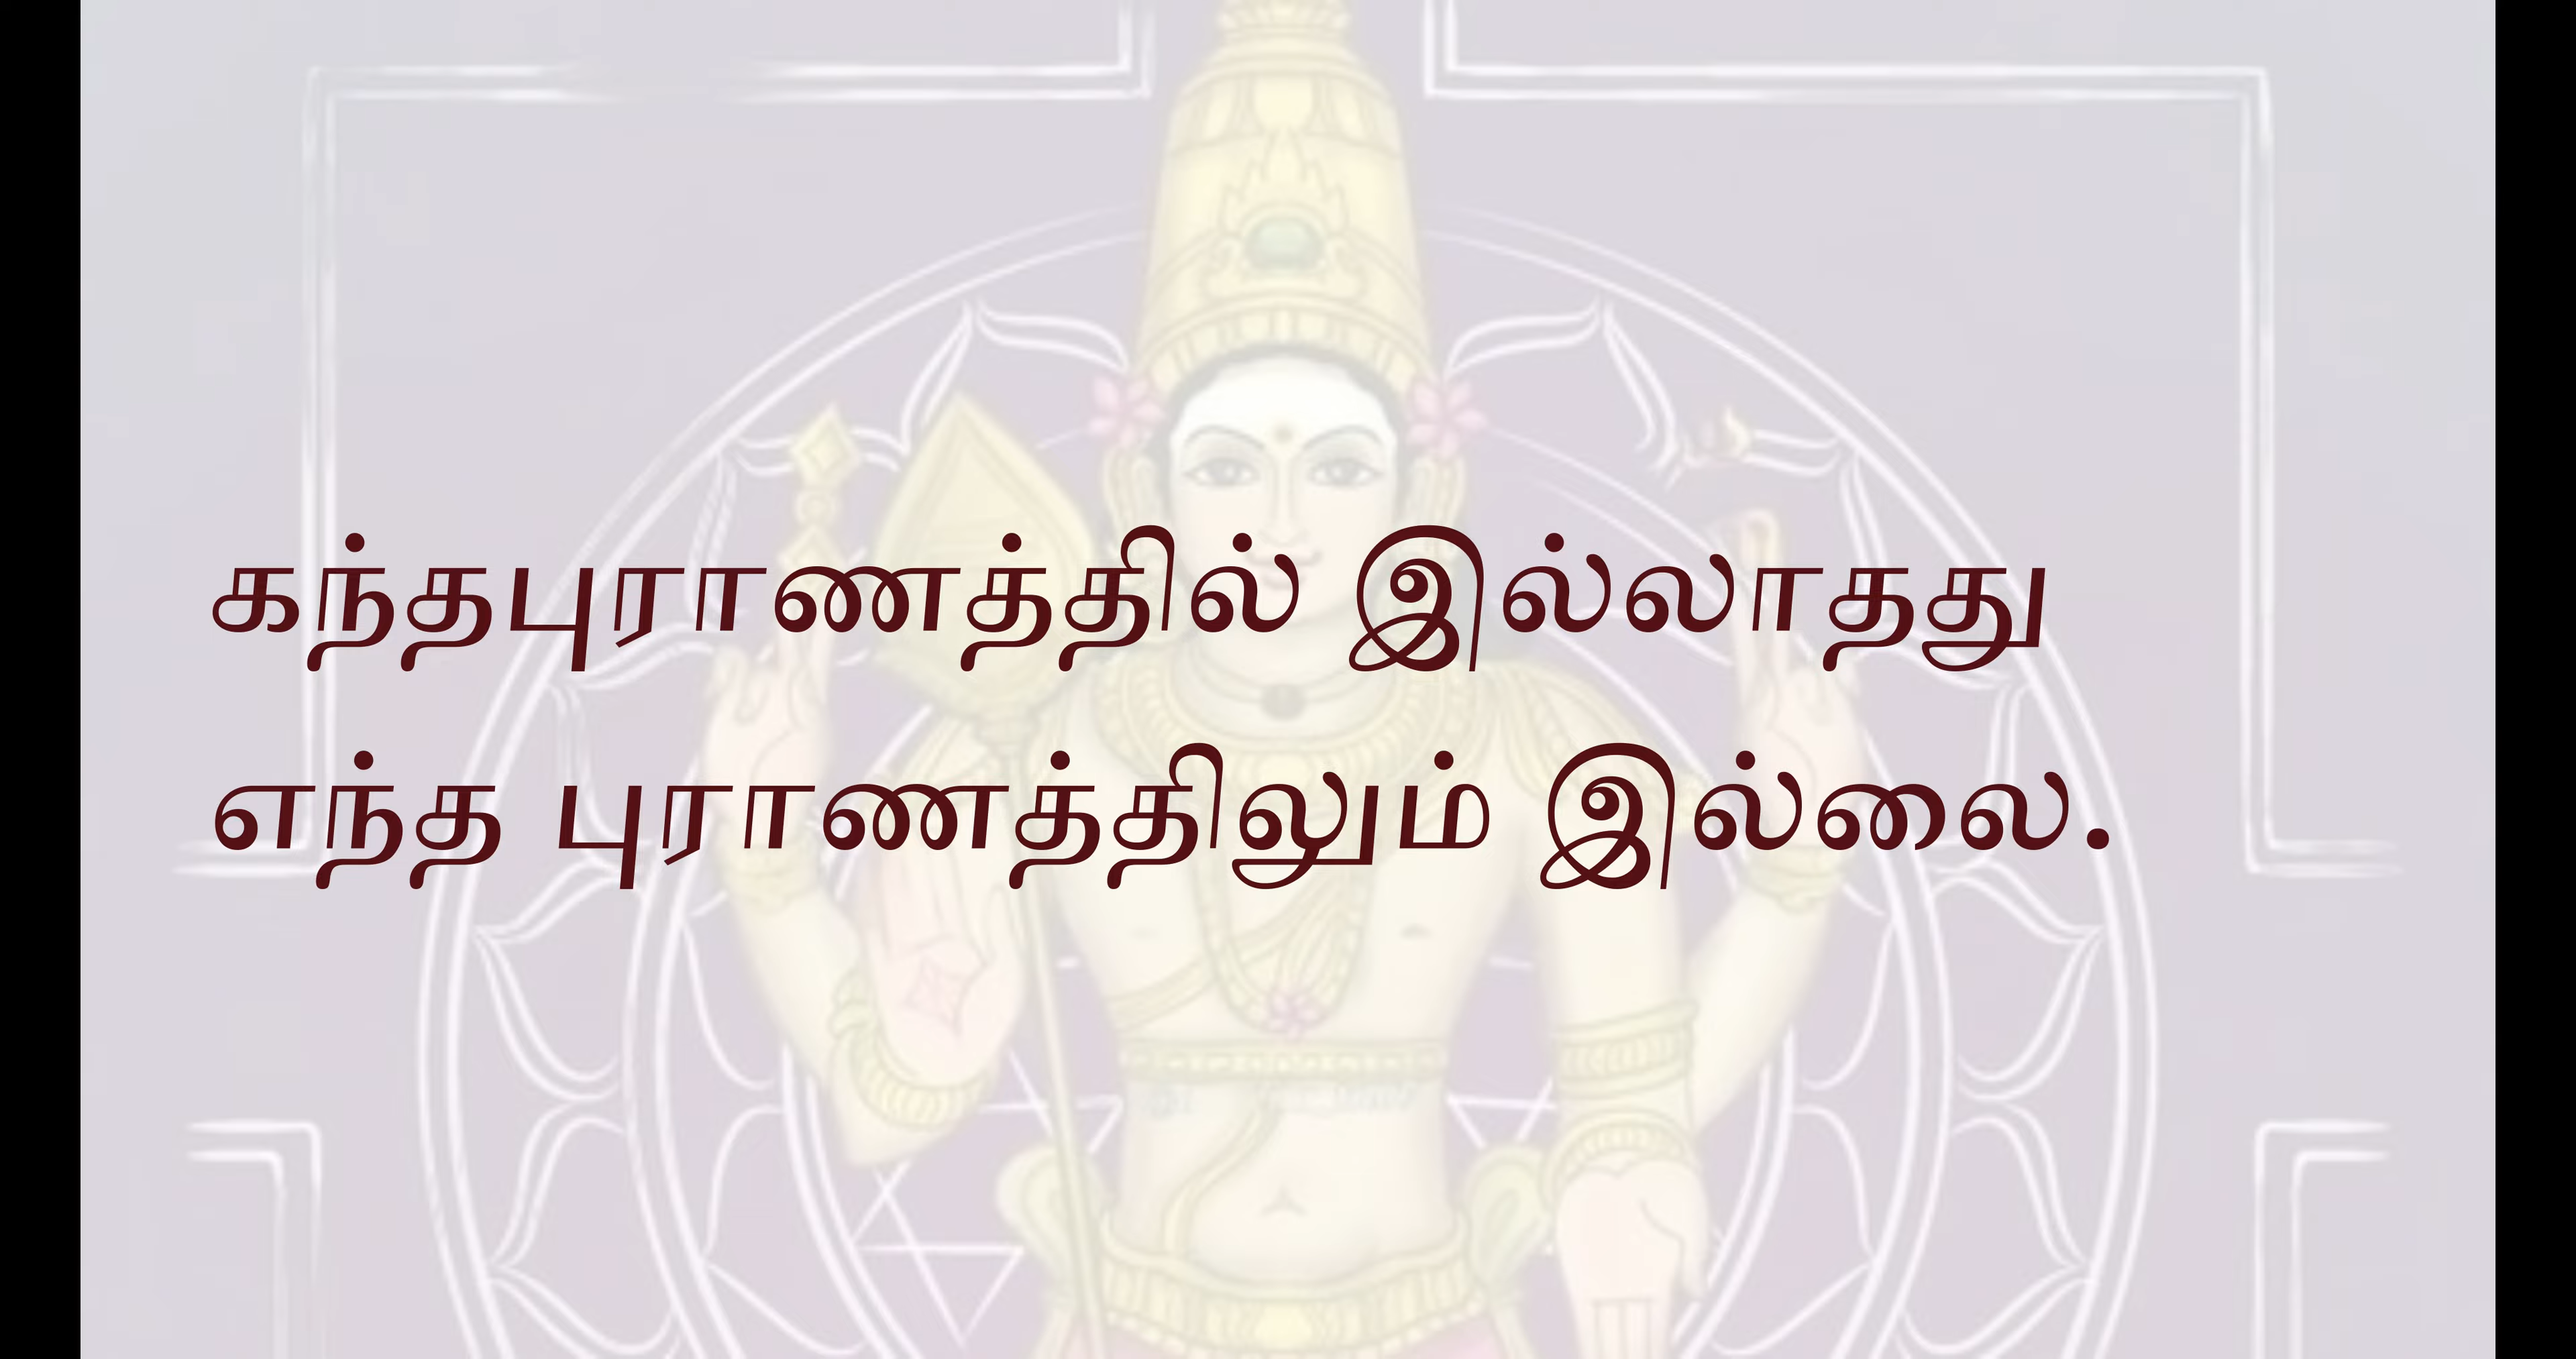 கந்தபுராணத்தில் இல்லாதது
எந்த புராணத்திலும் இல்லை.